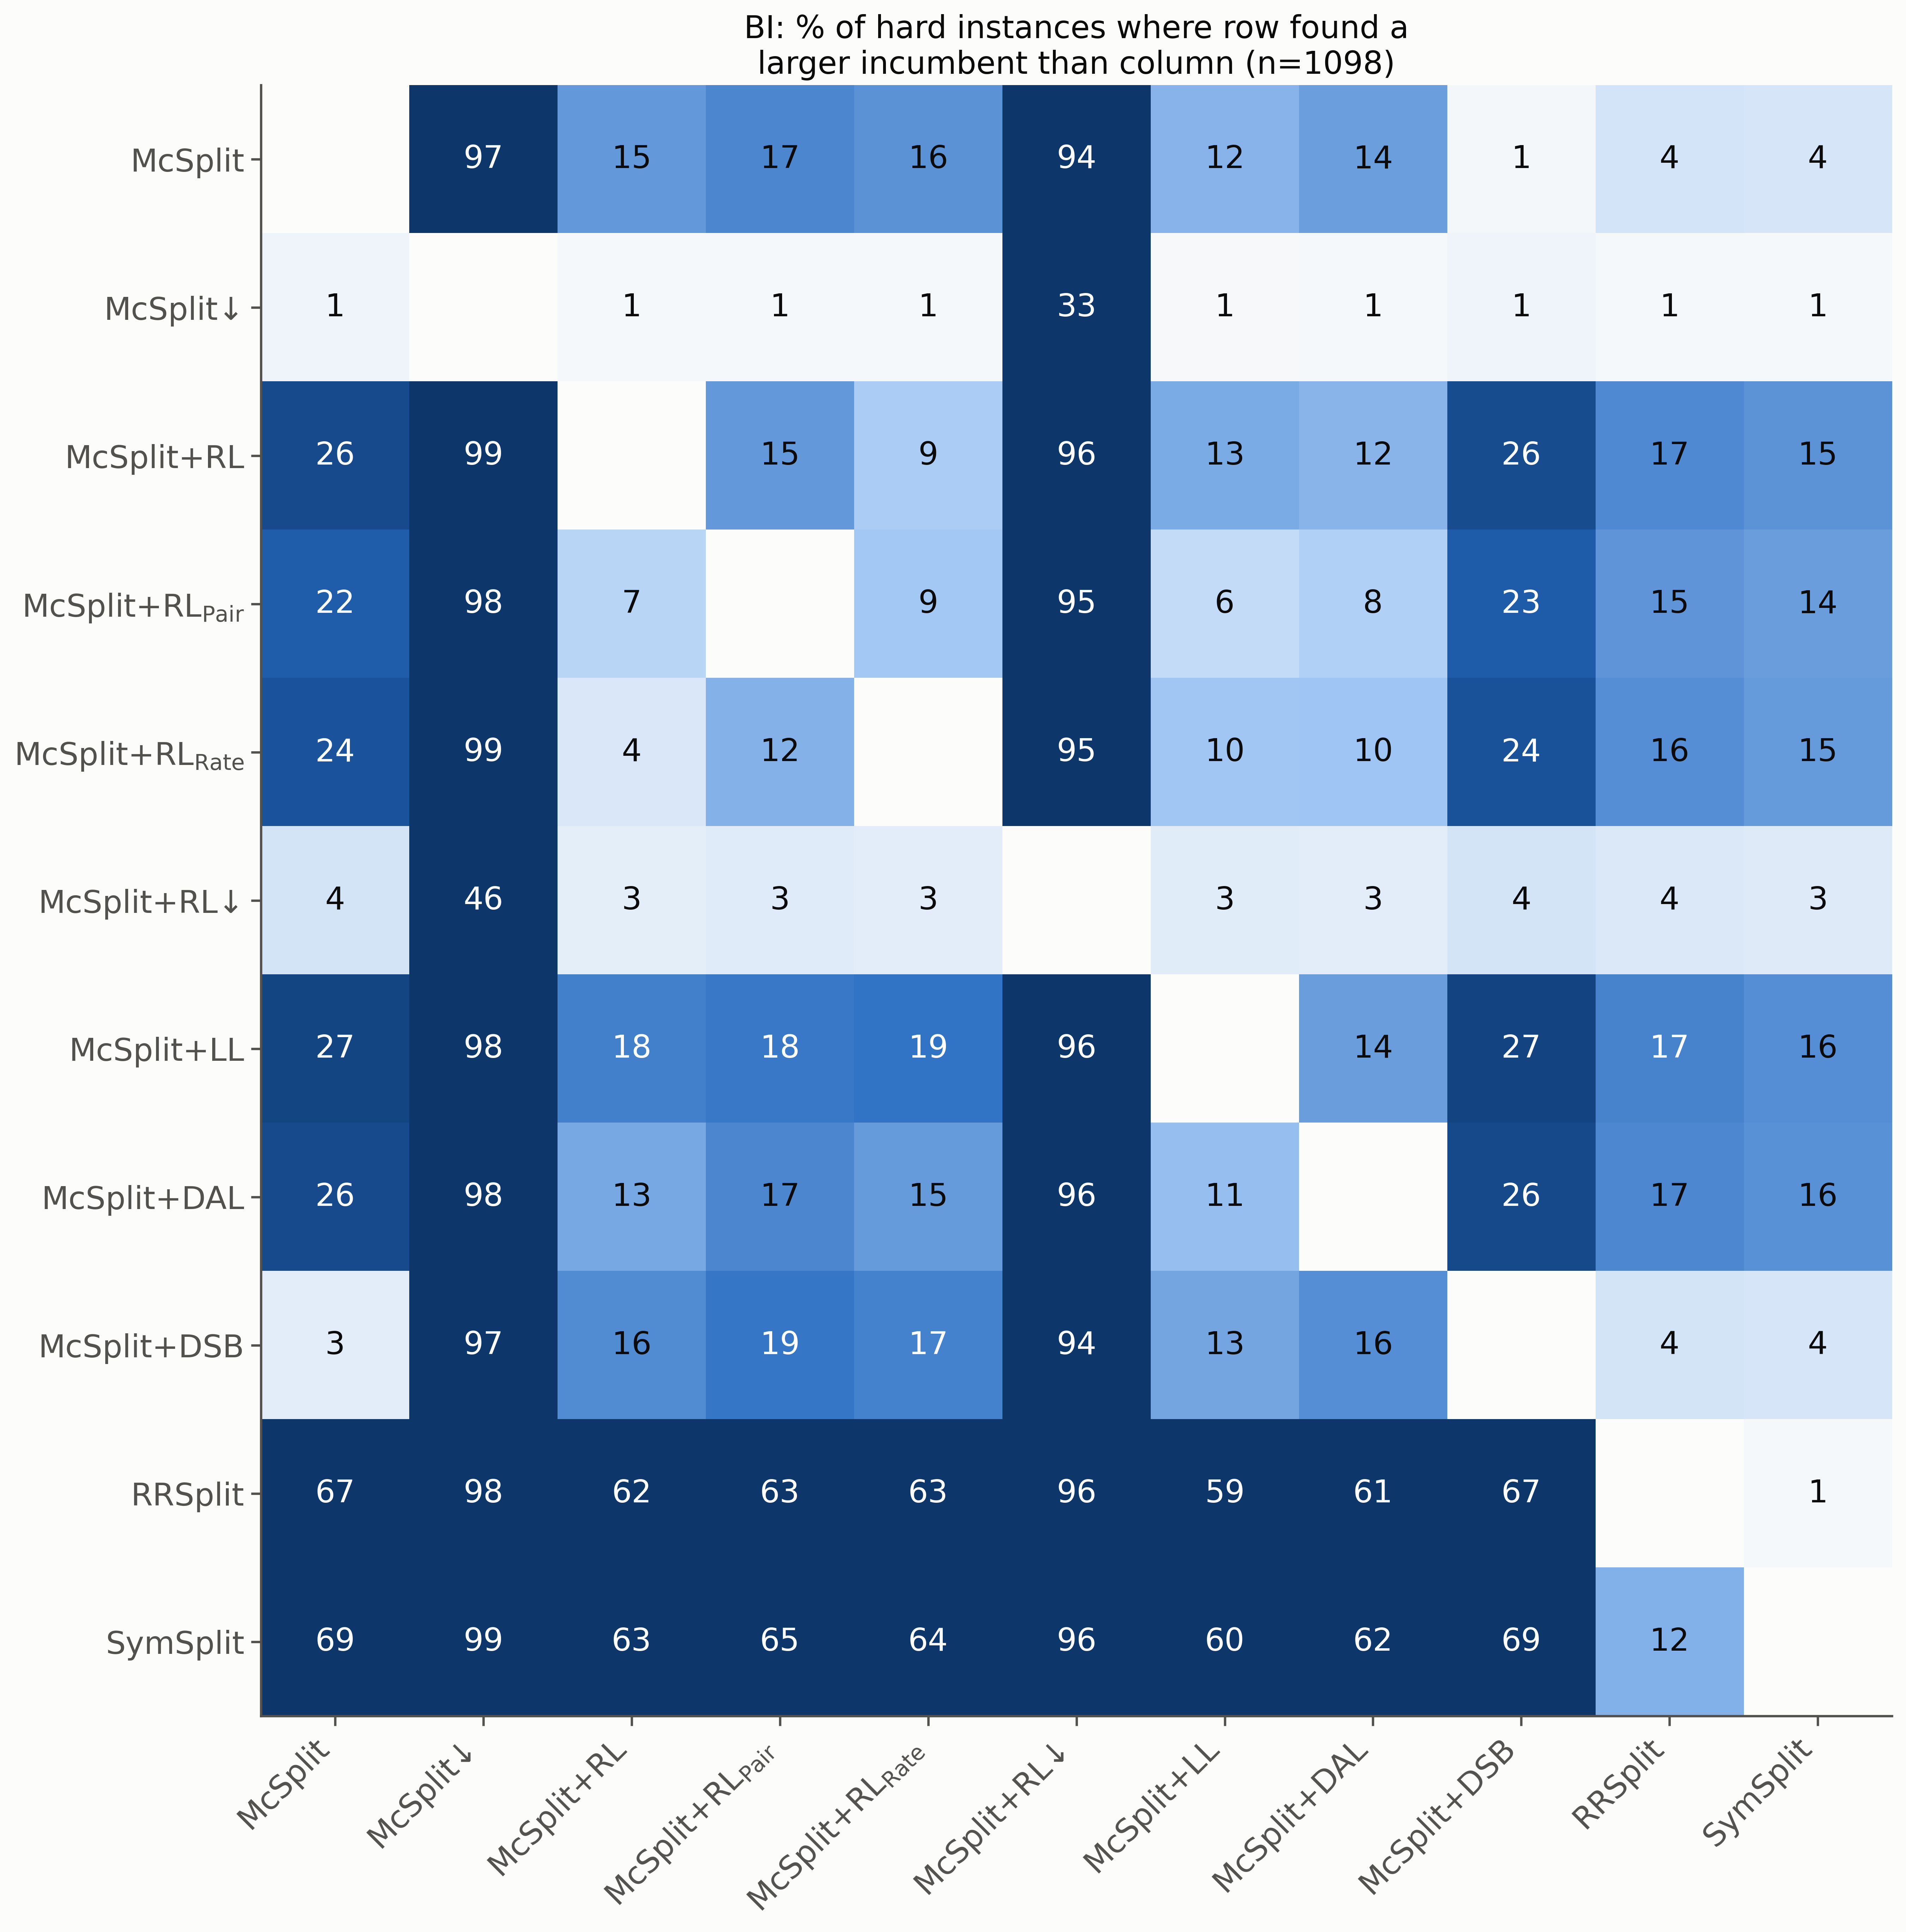 BI: % of hard instances where row found a
larger incumbent than column (n=1098)
McSplit 97 15 17 16 94 12 14 1 4 4
McSplit↓ 1 1 1 1 33 1 1 1 1 1
McSplit+RL 26 99 15 9 96 13 12 26 17 15
McSplit+RLPair 22 98 7 9 95 6 8 23 15 14
McSplit+RLRate 24 99 4 12 95 10 10 24 16 15
McSplit+RL↓ 4 46 3 3 3 3 3 4 4 3
McSplit+LL 27 98 18 18 19 96 14 27 17 16
McSplit+DAL 26 98 13 17 15 96 11 26 17 16
McSplit+DSB 3 97 16 19 17 94 13 16 4 4
RRSplit 67 98 62 63 63 96 59 61 67 1
SymSplit 69 99 63 65 64 96 60 62 69 12
McSplit McSplit↓ McSplit+RL McSplit+RLPair McSplit+RLRate McSplit+RL↓ McSplit+LL McSplit+DAL McSplit+DSB RRSplit SymSplit